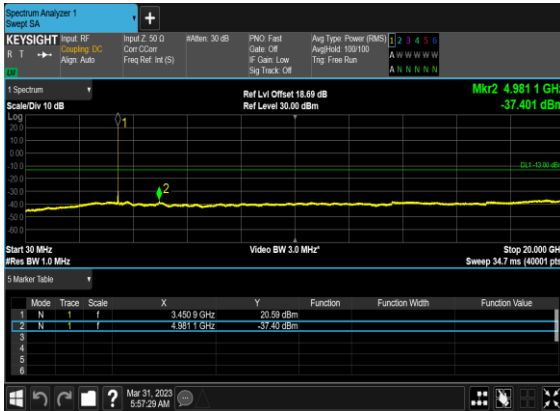 Spectrum Analyzer 1
Swept SA
+
KEYSIGHT Input: RF Input Z: 50 Ω #Atten: 30 dB PNO: Fast Avg Type: Power (RMS) 1 2 3 4 5 6
R T Coupling: DC Corr CCorr Gate: Off Avg|Hold: 100/100 A W W W W W
Align: Auto Freq Ref: Int (S) IF Gain: Low Trig: Free Run
Sig Track: Off A N N N N N
1 Spectrum Ref Lvl Offset 18.69 dB Mkr2 4.981 1 GHz
Scale/Div 10 dB Ref Level 30.00 dBm -37.401 dBm
Log
20.0
10.0
0.00
-10.0
-20.0
-30.0
-40.0
-50.0
-60.0
1
2
DL1 -13.00 dBm
Start 30 MHz Video BW 3.0 MHz* Stop 20.000 GHz
#Res BW 1.0 MHz Sweep 34.7 ms (40001 pts)
5 Marker Table
Mode Trace Scale X Y Function Function Width Function Value
1 N 1 f 3.450 9 GHz 20.59 dBm
2 N 1 f 4.981 1 GHz -37.40 dBm
3
4
5
6
? Mar 31, 2023
5:57:29 AM